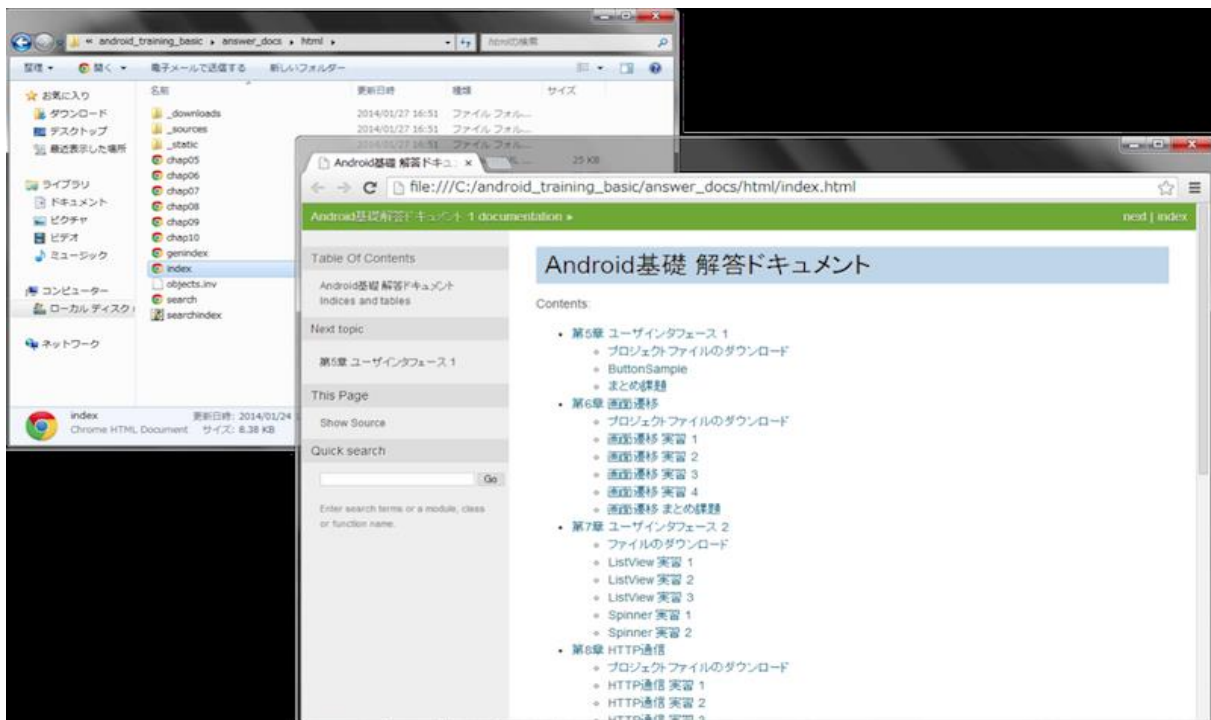 « android_training_basic ▸ answer_docs ▸ html ▸
htmlの検索
整理 ▾ 開く ▾ 電子メールで送信する 新しいフォルダー
お気に入り
ダウンロード
デスクトップ
最近表示した場所
ライブラリ
ドキュメント
ピクチャ
ビデオ
ミュージック
コンピューター
ローカル ディスク
ネットワーク
名前 更新日時 種類 サイズ
_downloads 2014/01/27 16:51 ファイル フォル...
_sources 2014/01/27 16:51 ファイル フォル...
_static 2014/01/27 16:51 ファイル フォル...
chap05 25 KB
chap06
chap07
chap08
chap09
chap10
genindex
index
objects.inv
search
searchindex
index 更新日時: 2014/01/24
Chrome HTML Document サイズ: 8.38 KB
Android基礎 解答ドキュ
file:///C:/android_training_basic/answer_docs/html/index.html
Android基礎解答ドキュメント 1 documentation »
next | index
Table Of Contents
Android基礎 解答ドキュメント
Indices and tables
Next topic
第5章 ユーザインタフェース 1
This Page
Show Source
Quick search
Go
Enter search terms or a module, class
or function name.
Android基礎 解答ドキュメント
Contents:
第5章 ユーザインタフェース 1
プロジェクトファイルのダウンロード
ButtonSample
まとめ課題
第6章 画面遷移
プロジェクトファイルのダウンロード
画面遷移 実習 1
画面遷移 実習 2
画面遷移 実習 3
画面遷移 実習 4
画面遷移 まとめ課題
第7章 ユーザインタフェース 2
ファイルのダウンロード
ListView 実習 1
ListView 実習 2
ListView 実習 3
Spinner 実習 1
Spinner 実習 2
第8章 HTTP通信
プロジェクトファイルのダウンロード
HTTP通信 実習 1
HTTP通信 実習 2
HTTP通信 実習 3